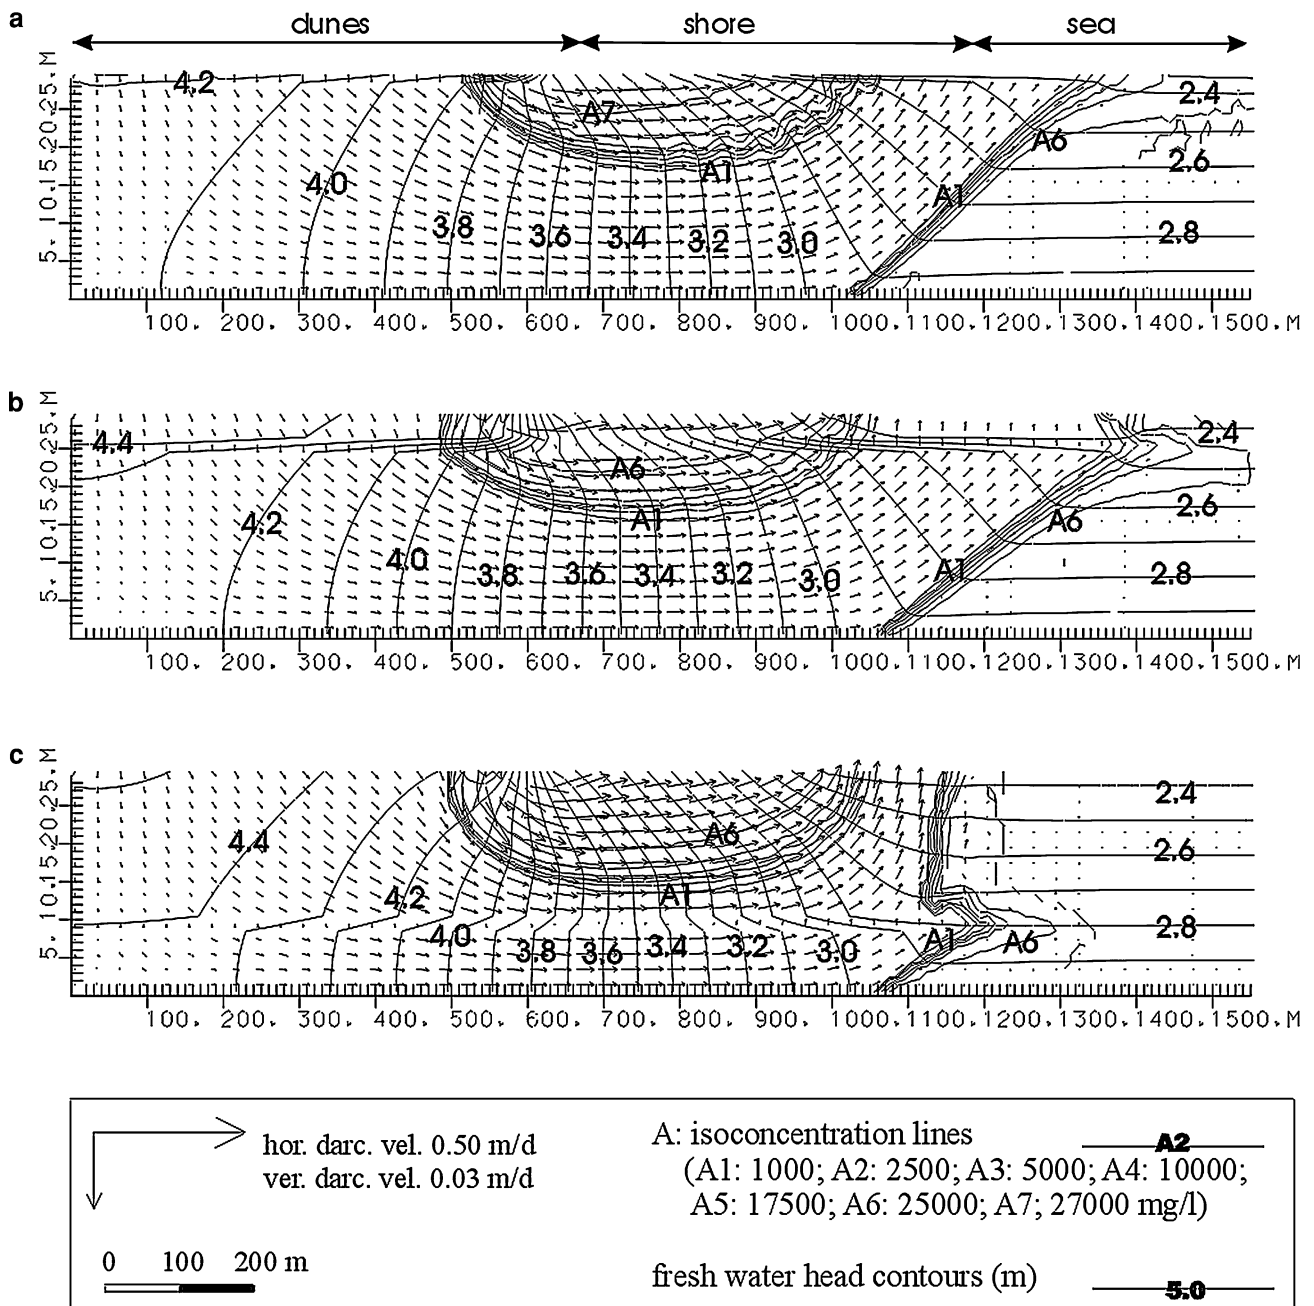 a
dunes shore sea
4.2 A7 2.4
A6
2.6
4.0 A1 A1
3.8 3.6 3.4 3.2 3.0 2.8
5. 10.15.20.25.M
100. 200. 300. 400. 500. 600. 700. 800. 900. 1000.1100.1200.1300.1400.1500.M
b
4.4 2.4
A6
2.6
4.2 A1 A6
4.0 3.8 3.6 3.4 3.2 3.0 A1 2.8
5. 10.15.20.25.M
100. 200. 300. 400. 500. 600. 700. 800. 900. 1000.1100.1200.1300.1400.1500.M
c
2.4
4.4 A6 2.6
4.2 A1
4.0 3.8 3.6 3.4 3.2 3.0 A1 A6 2.8
5. 10.15.20.25.M
100. 200. 300. 400. 500. 600. 700. 800. 900. 1000.1100.1200.1300.1400.1500.M
hor. darc. vel. 0.50 m/d
ver. darc. vel. 0.03 m/d
0 100 200 m
A: isoconcentration lines A2
(A1: 1000; A2: 2500; A3: 5000; A4: 10000;
A5: 17500; A6: 25000; A7; 27000 mg/l)
fresh water head contours (m) 5.0